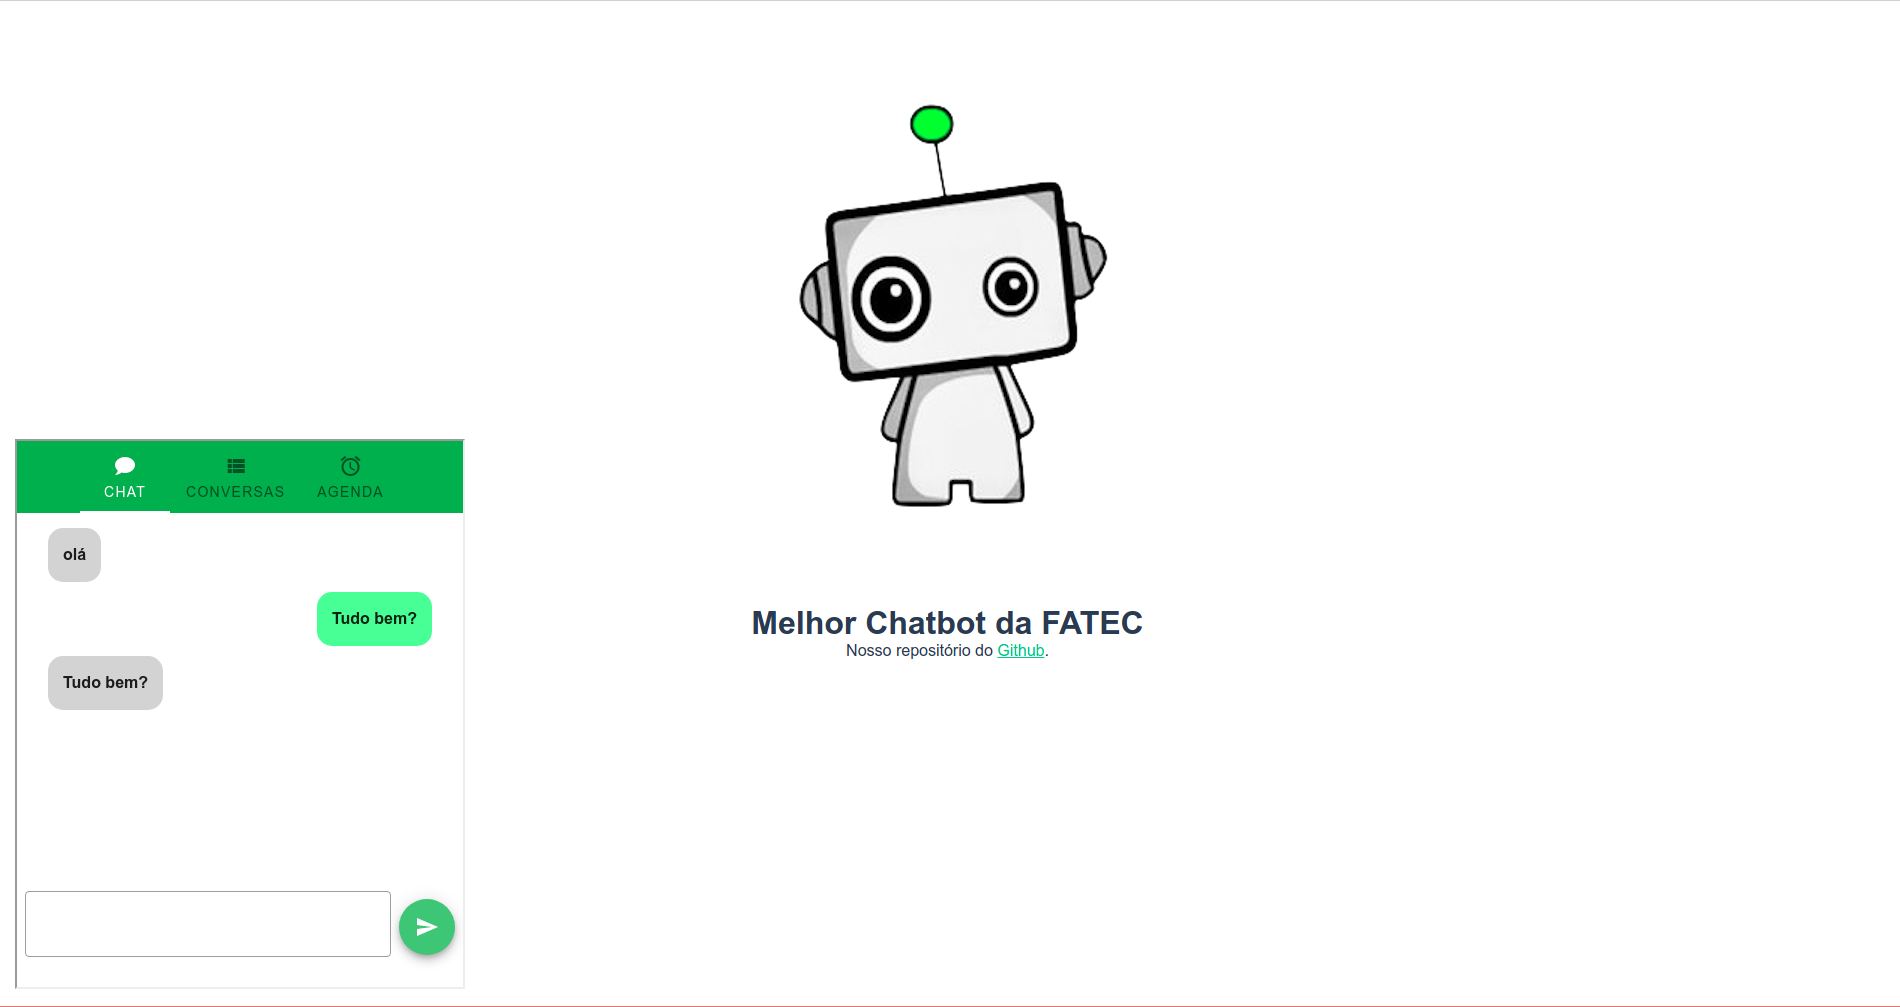 CHAT CONVERSAS AGENDA
olá
Tudo bem?
Tudo bem?
Melhor Chatbot da FATEC
Nosso repositório do Github.